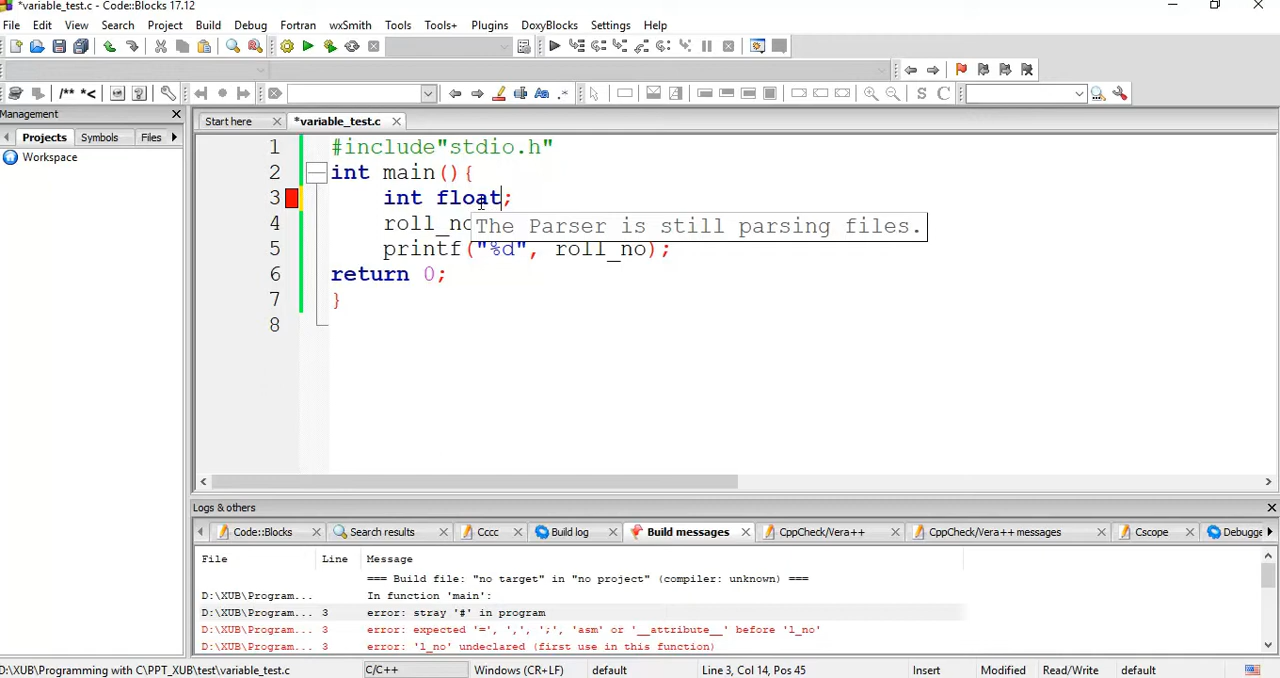 *variable_test.c - Code::Blocks 17.12
File Edit View Search Project Build Debug Fortran wxSmith Tools Tools+ Plugins DoxyBlocks Settings Help
/** *<
S C
Management
Start here *variable_test.c
Projects Symbols Files
Workspace
1 #include"stdio.h"
2 int main(){
3 int float;
4 roll_no
The Parser is still parsing files.
5 printf("%d", roll_no);
6 return 0;
7 }
8
Logs & others
Code::Blocks Search results Cccc Build log Build messages CppCheck/Vera++ CppCheck/Vera++ messages Cscope Debugge
File Line Message
=== Build file: "no target" in "no project" (compiler: unknown) ===
D:\XUB\Program... In function 'main':
D:\XUB\Program... 3 error: stray '#' in program
D:\XUB\Program... 3 error: expected '=', ',', ';', 'asm' or '__attribute__' before 'l_no'
D:\XUB\Program... 3 error: 'l_no' undeclared (first use in this function)
D:\XUB\Programming with C\PPT_XUB\test\variable_test.c C/C++ Windows (CR+LF) default Line 3, Col 14, Pos 45 Insert Modified Read/Write default